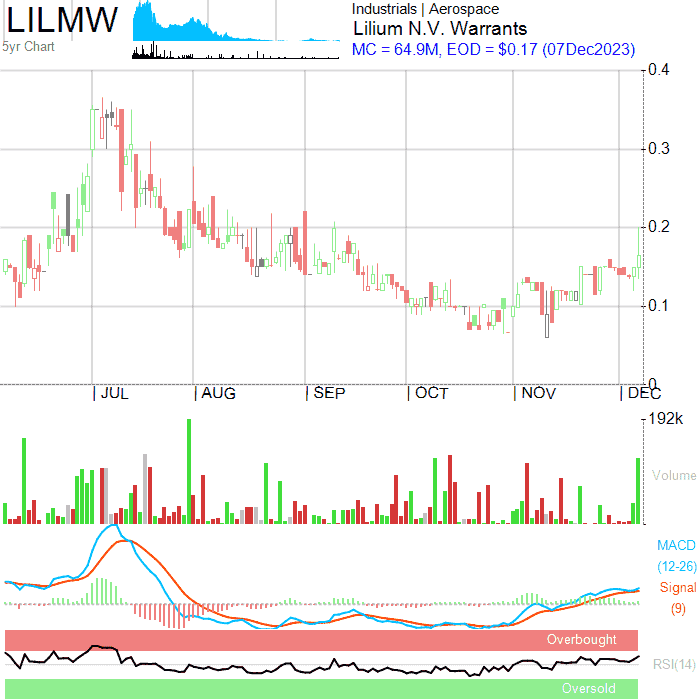 LILMW
5yr Chart
Industrials | Aerospace
Lilium N.V. Warrants
MC = 64.9M, EOD = $0.17 (07Dec2023)
0.4
0.3
0.2
0.1
0
| JUL | AUG | SEP | OCT | NOV | DEC
192k
Volume
MACD
(12-26)
Signal
(9)
Overbought
RSI(14)
Oversold